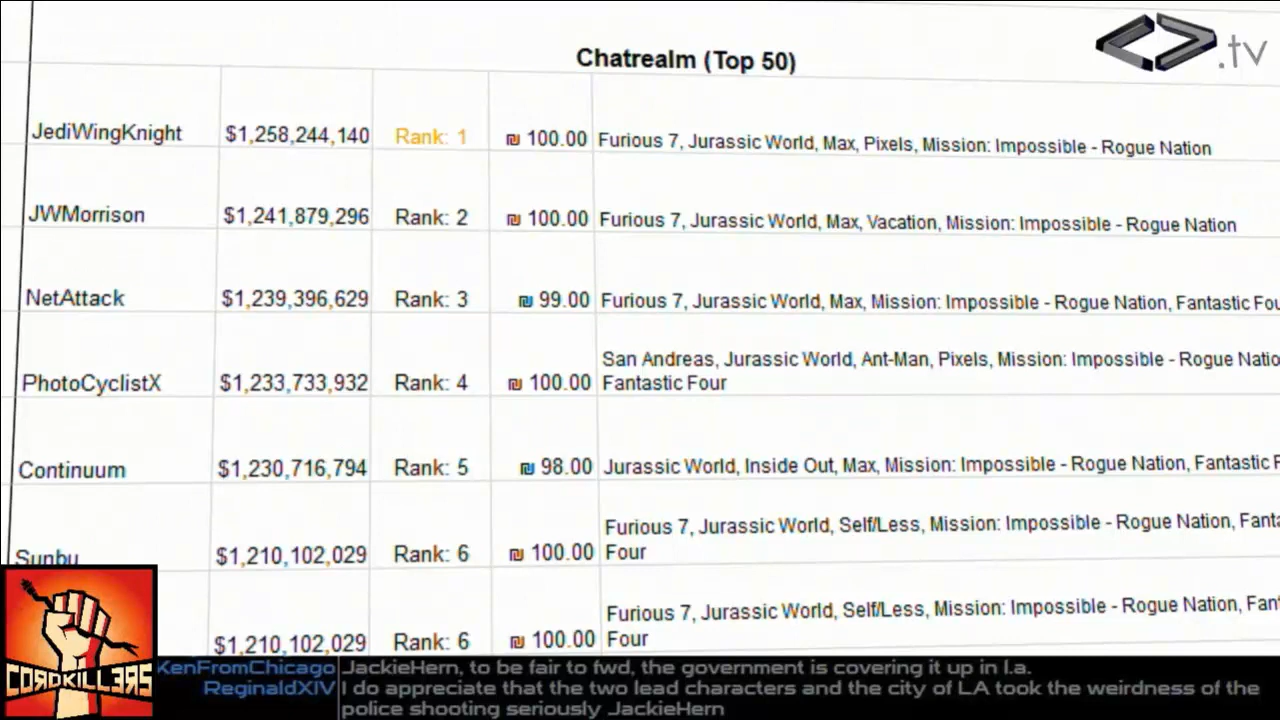 .tv
Chatrealm (Top 50)
JediWingKnight $1,258,244,140 Rank: 1 ₪ 100.00 Furious 7, Jurassic World, Max, Pixels, Mission: Impossible - Rogue Nation
JWMorrison $1,241,879,296 Rank: 2 ₪ 100.00 Furious 7, Jurassic World, Max, Vacation, Mission: Impossible - Rogue Nation
NetAttack $1,239,396,629 Rank: 3 ₪ 99.00 Furious 7, Jurassic World, Max, Mission: Impossible - Rogue Nation, Fantastic Fou
PhotoCyclistX $1,233,733,932 Rank: 4 ₪ 100.00 San Andreas, Jurassic World, Ant-Man, Pixels, Mission: Impossible - Rogue Natio
Fantastic Four
Continuum $1,230,716,794 Rank: 5 ₪ 98.00 Jurassic World, Inside Out, Max, Mission: Impossible - Rogue Nation, Fantastic F
Sunbu $1,210,102,029 Rank: 6 ₪ 100.00 Furious 7, Jurassic World, Self/Less, Mission: Impossible - Rogue Nation, Fanta
Four
$1,210,102,029 Rank: 6 ₪ 100.00 Furious 7, Jurassic World, Self/Less, Mission: Impossible - Rogue Nation, Fan
Four
CORDKILLERS
KenFromChicago JackieHern, to be fair to fwd, the government is covering it up in l.a.
ReginaldXIV I do appreciate that the two lead characters and the city of LA took the weirdness of the
police shooting seriously JackieHern